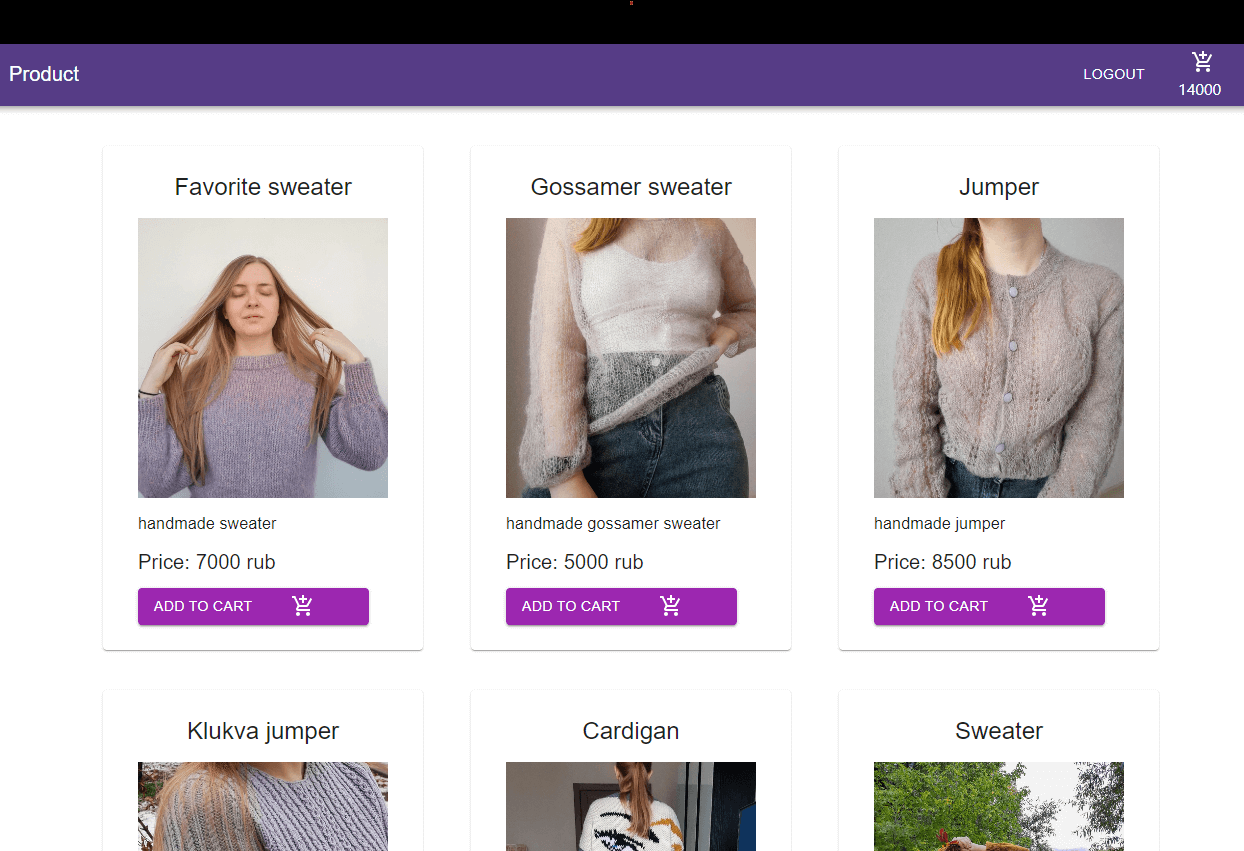 Product
LOGOUT
14000
Favorite sweater
Gossamer sweater
Jumper
handmade sweater
handmade gossamer sweater
handmade jumper
Price: 7000 rub
Price: 5000 rub
Price: 8500 rub
ADD TO CART
ADD TO CART
ADD TO CART
Klukva jumper
Cardigan
Sweater